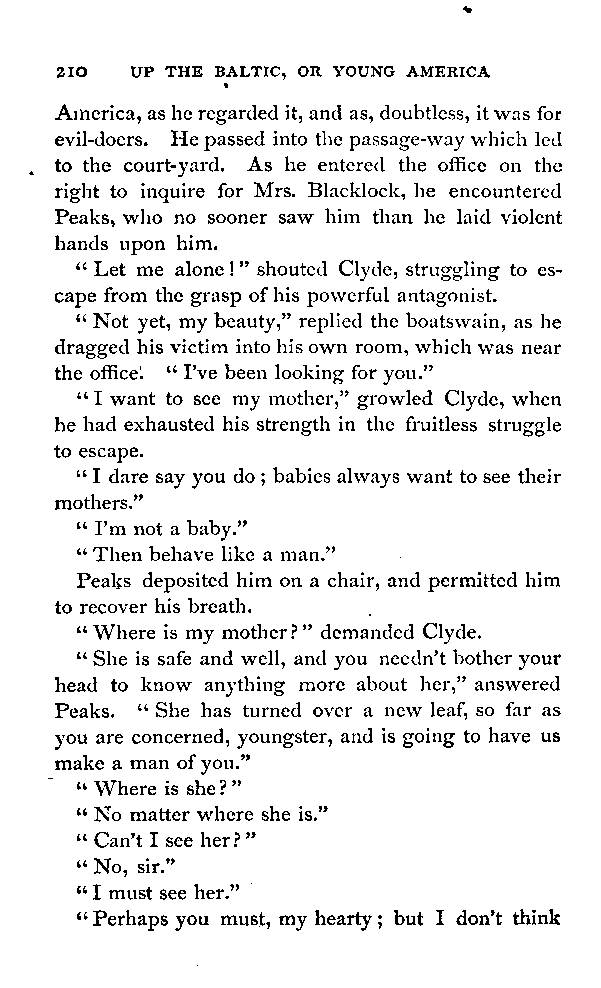 210 UP THE BALTIC, OR YOUNG AMERICA
America, as he regarded it, and as, doubtless, it was for
evil-doers. He passed into the passage-way which led
to the court-yard. As he entered the office on the
right to inquire for Mrs. Blacklock, he encountered
Peaks, who no sooner saw him than he laid violent
hands upon him.
"Let me alone!" shouted Clyde, struggling to es-
cape from the grasp of his powerful antagonist.
"Not yet, my beauty," replied the boatswain, as he
dragged his victim into his own room, which was near
the office. "I've been looking for you."
"I want to see my mother," growled Clyde, when
he had exhausted his strength in the fruitless struggle
to escape.
"I dare say you do; babies always want to see their
mothers."
"I'm not a baby."
"Then behave like a man."
Peaks deposited him on a chair, and permitted him
to recover his breath.
"Where is my mother?" demanded Clyde.
"She is safe and well, and you needn't bother your
head to know anything more about her," answered
Peaks. "She has turned over a new leaf, so far as
you are concerned, youngster, and is going to have us
make a man of you."
"Where is she?"
"No matter where she is."
"Can't I see her?"
"No, sir."
"I must see her."
"Perhaps you must, my hearty; but I don't think